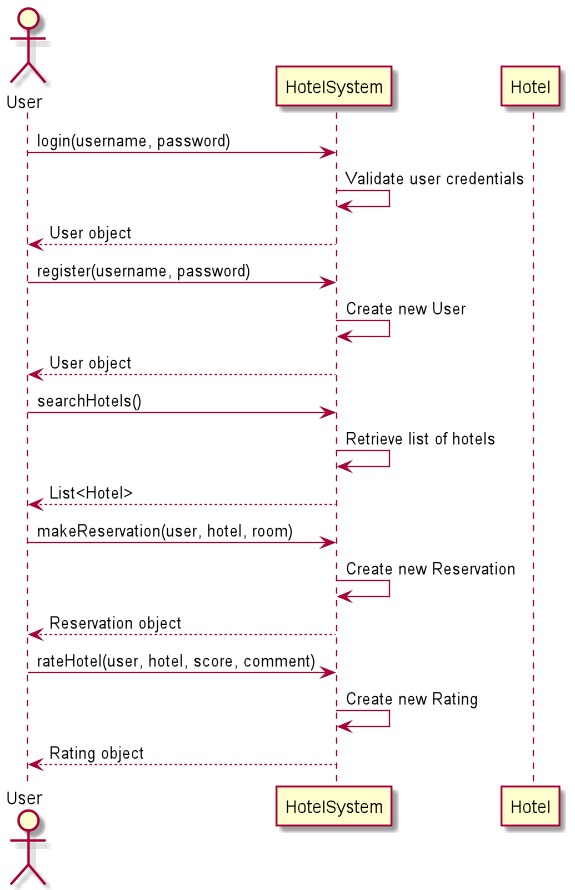 User
HotelSystem
Hotel
login(username, password)
Validate user credentials
User object
register(username, password)
Create new User
User object
searchHotels()
Retrieve list of hotels
List<Hotel>
makeReservation(user, hotel, room)
Create new Reservation
Reservation object
rateHotel(user, hotel, score, comment)
Create new Rating
Rating object
User
HotelSystem
Hotel